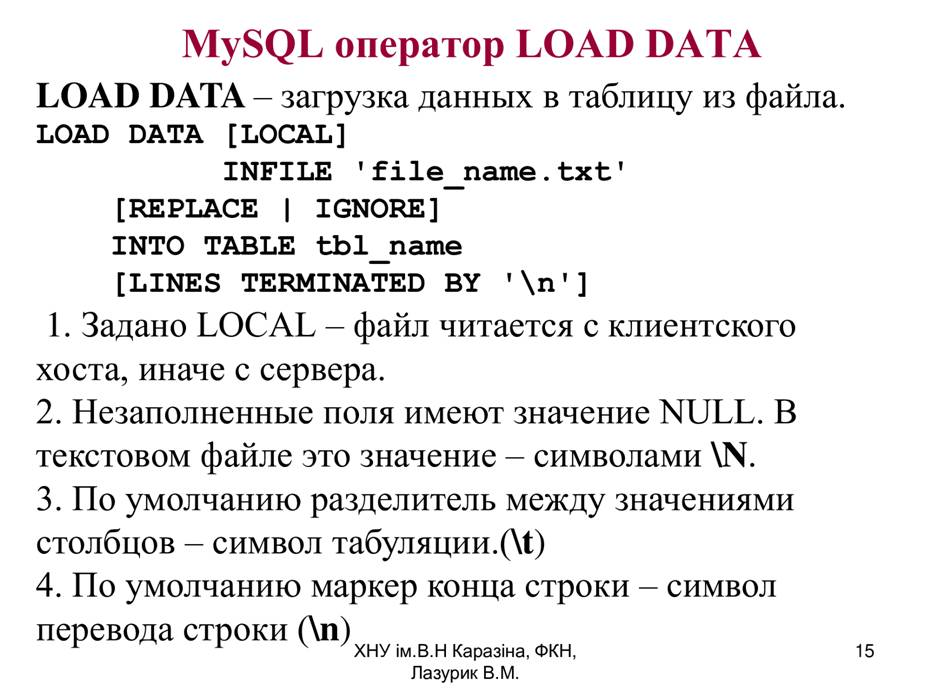 MySQL оператор LOAD DATA
LOAD DATA – загрузка данных в таблицу из файла.
LOAD DATA [LOCAL]
INFILE 'file_name.txt'
[REPLACE | IGNORE]
INTO TABLE tbl_name
[LINES TERMINATED BY '\n']
1. Задано LOCAL – файл читается с клиентского
хоста, иначе с сервера.
2. Незаполненные поля имеют значение NULL. В
текстовом файле это значение – символами \N.
3. По умолчанию разделитель между значениями
столбцов – символ табуляции.(\t)
4. По умолчанию маркер конца строки – символ
перевода строки (\n)
ХНУ ім.В.Н Каразіна, ФКН,
Лазурик В.М.
15